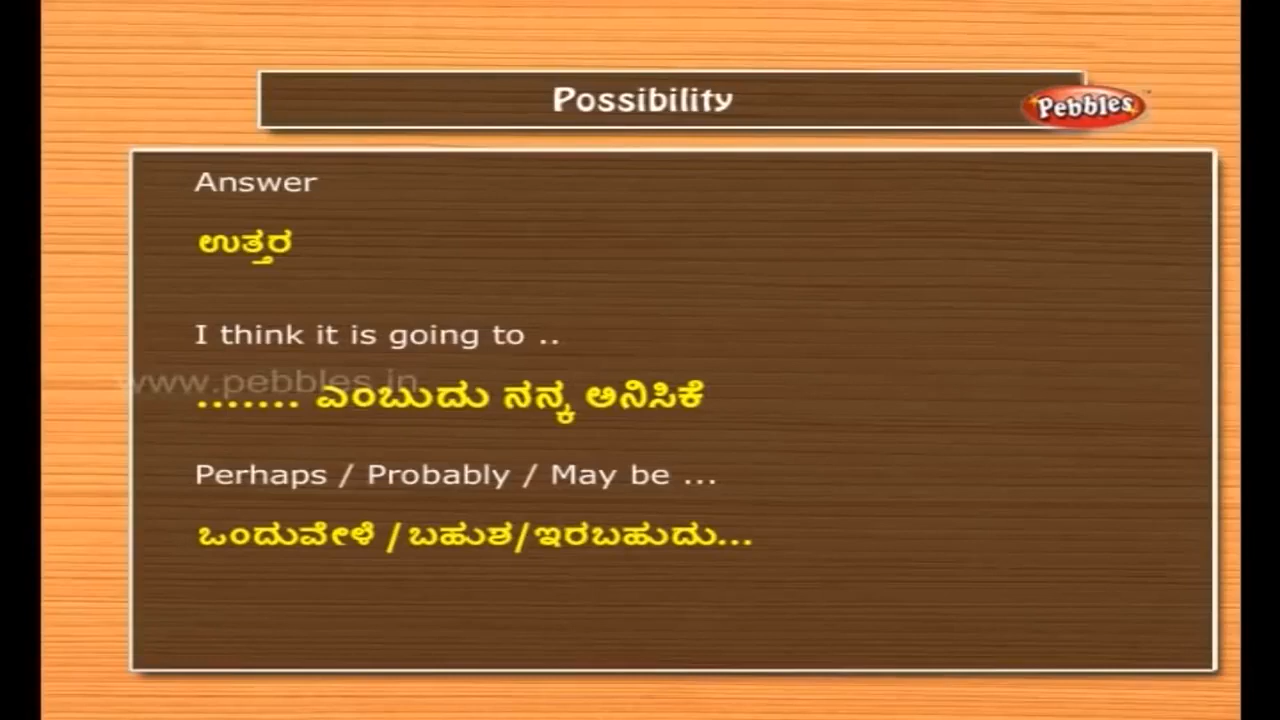 Possibility
Pebbles
Answer
ಉತ್ತರ
I think it is going to ..
www.pebbles.in
....... ಎಂಬುದು ನನ್ಕ ಅನಿಸಿಕೆ
Perhaps / Probably / May be ...
ಒಂದುವೇಳೆ / ಬಹುಶ/ಇರಬಹುದು...